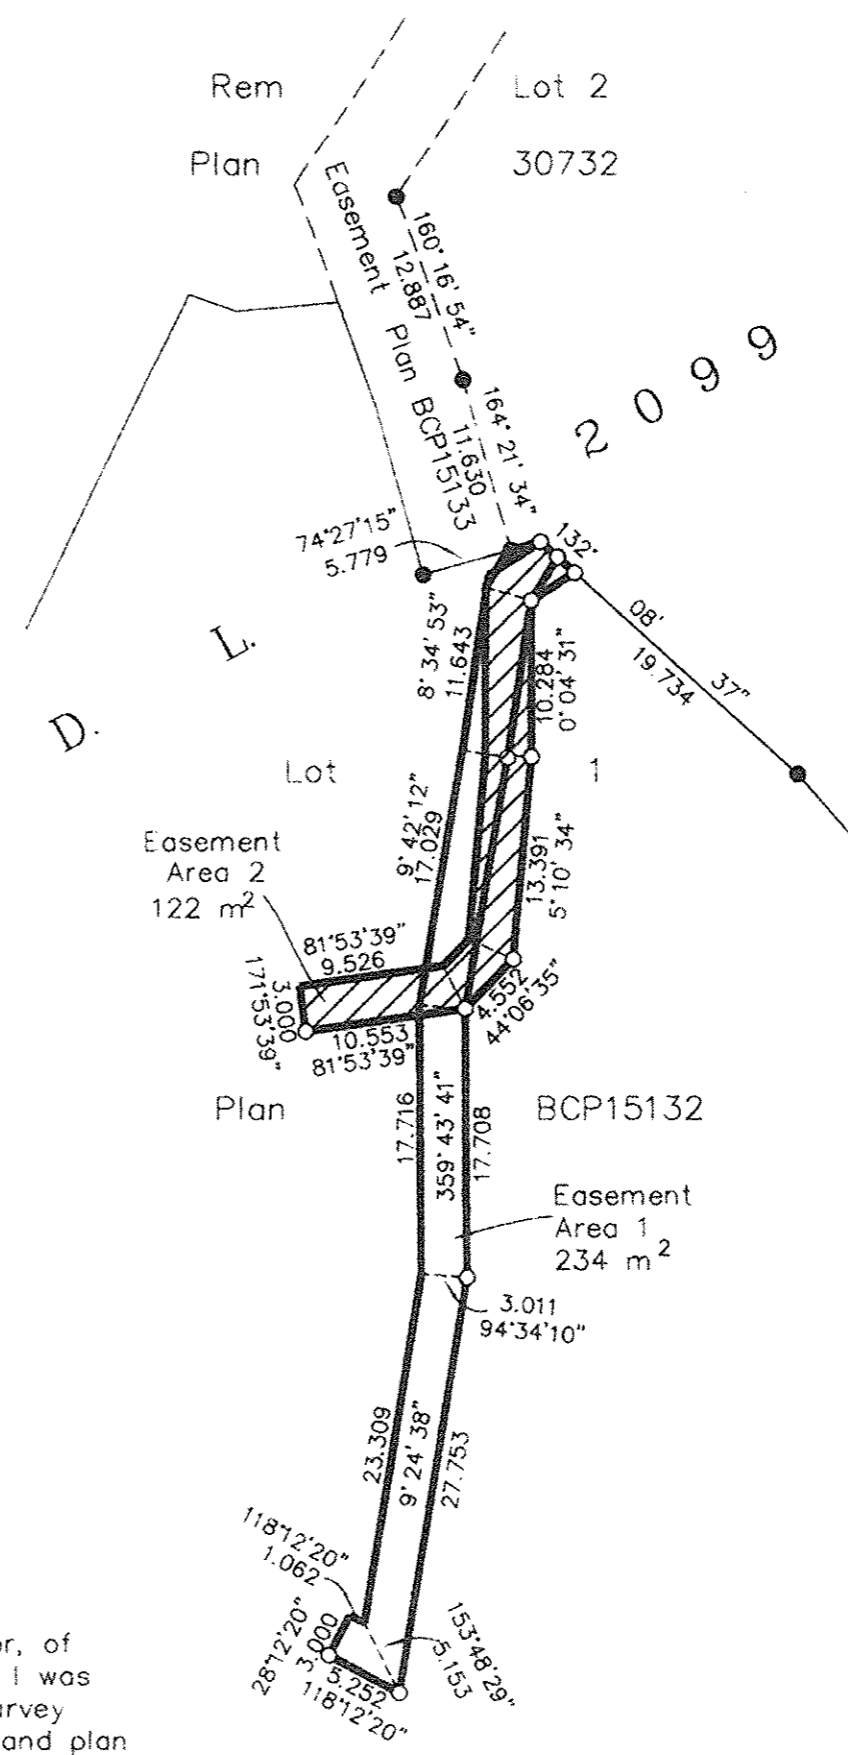 Rem
Lot 2
Plan
30732
Easement Plan BCP15133
160° 16' 54"
12.887
164° 21' 34"
11.630
2099
74°27'15"
5.779
132°
08'
37"
19.734
8° 34' 53"
11.643
10.284
0° 04' 31"
D. L.
Lot
1
9° 42' 12"
17.029
13.391
5° 10' 34"
Easement
Area 2
122 m²
81°53'39"
9.526
3.000
171°53'39"
10.553
81°53'39"
4.552
44°06'35"
Plan
BCP15132
17.716
359° 43' 41"
17.708
Easement
Area 1
234 m²
3.011
94°34'10"
23.309
9° 24' 38"
27.753
118°12'20"
1.062
28°12'20"
3.000
5.252
118°12'20"
153°48'29"
5.153
or, of
I was
urvey
and plan